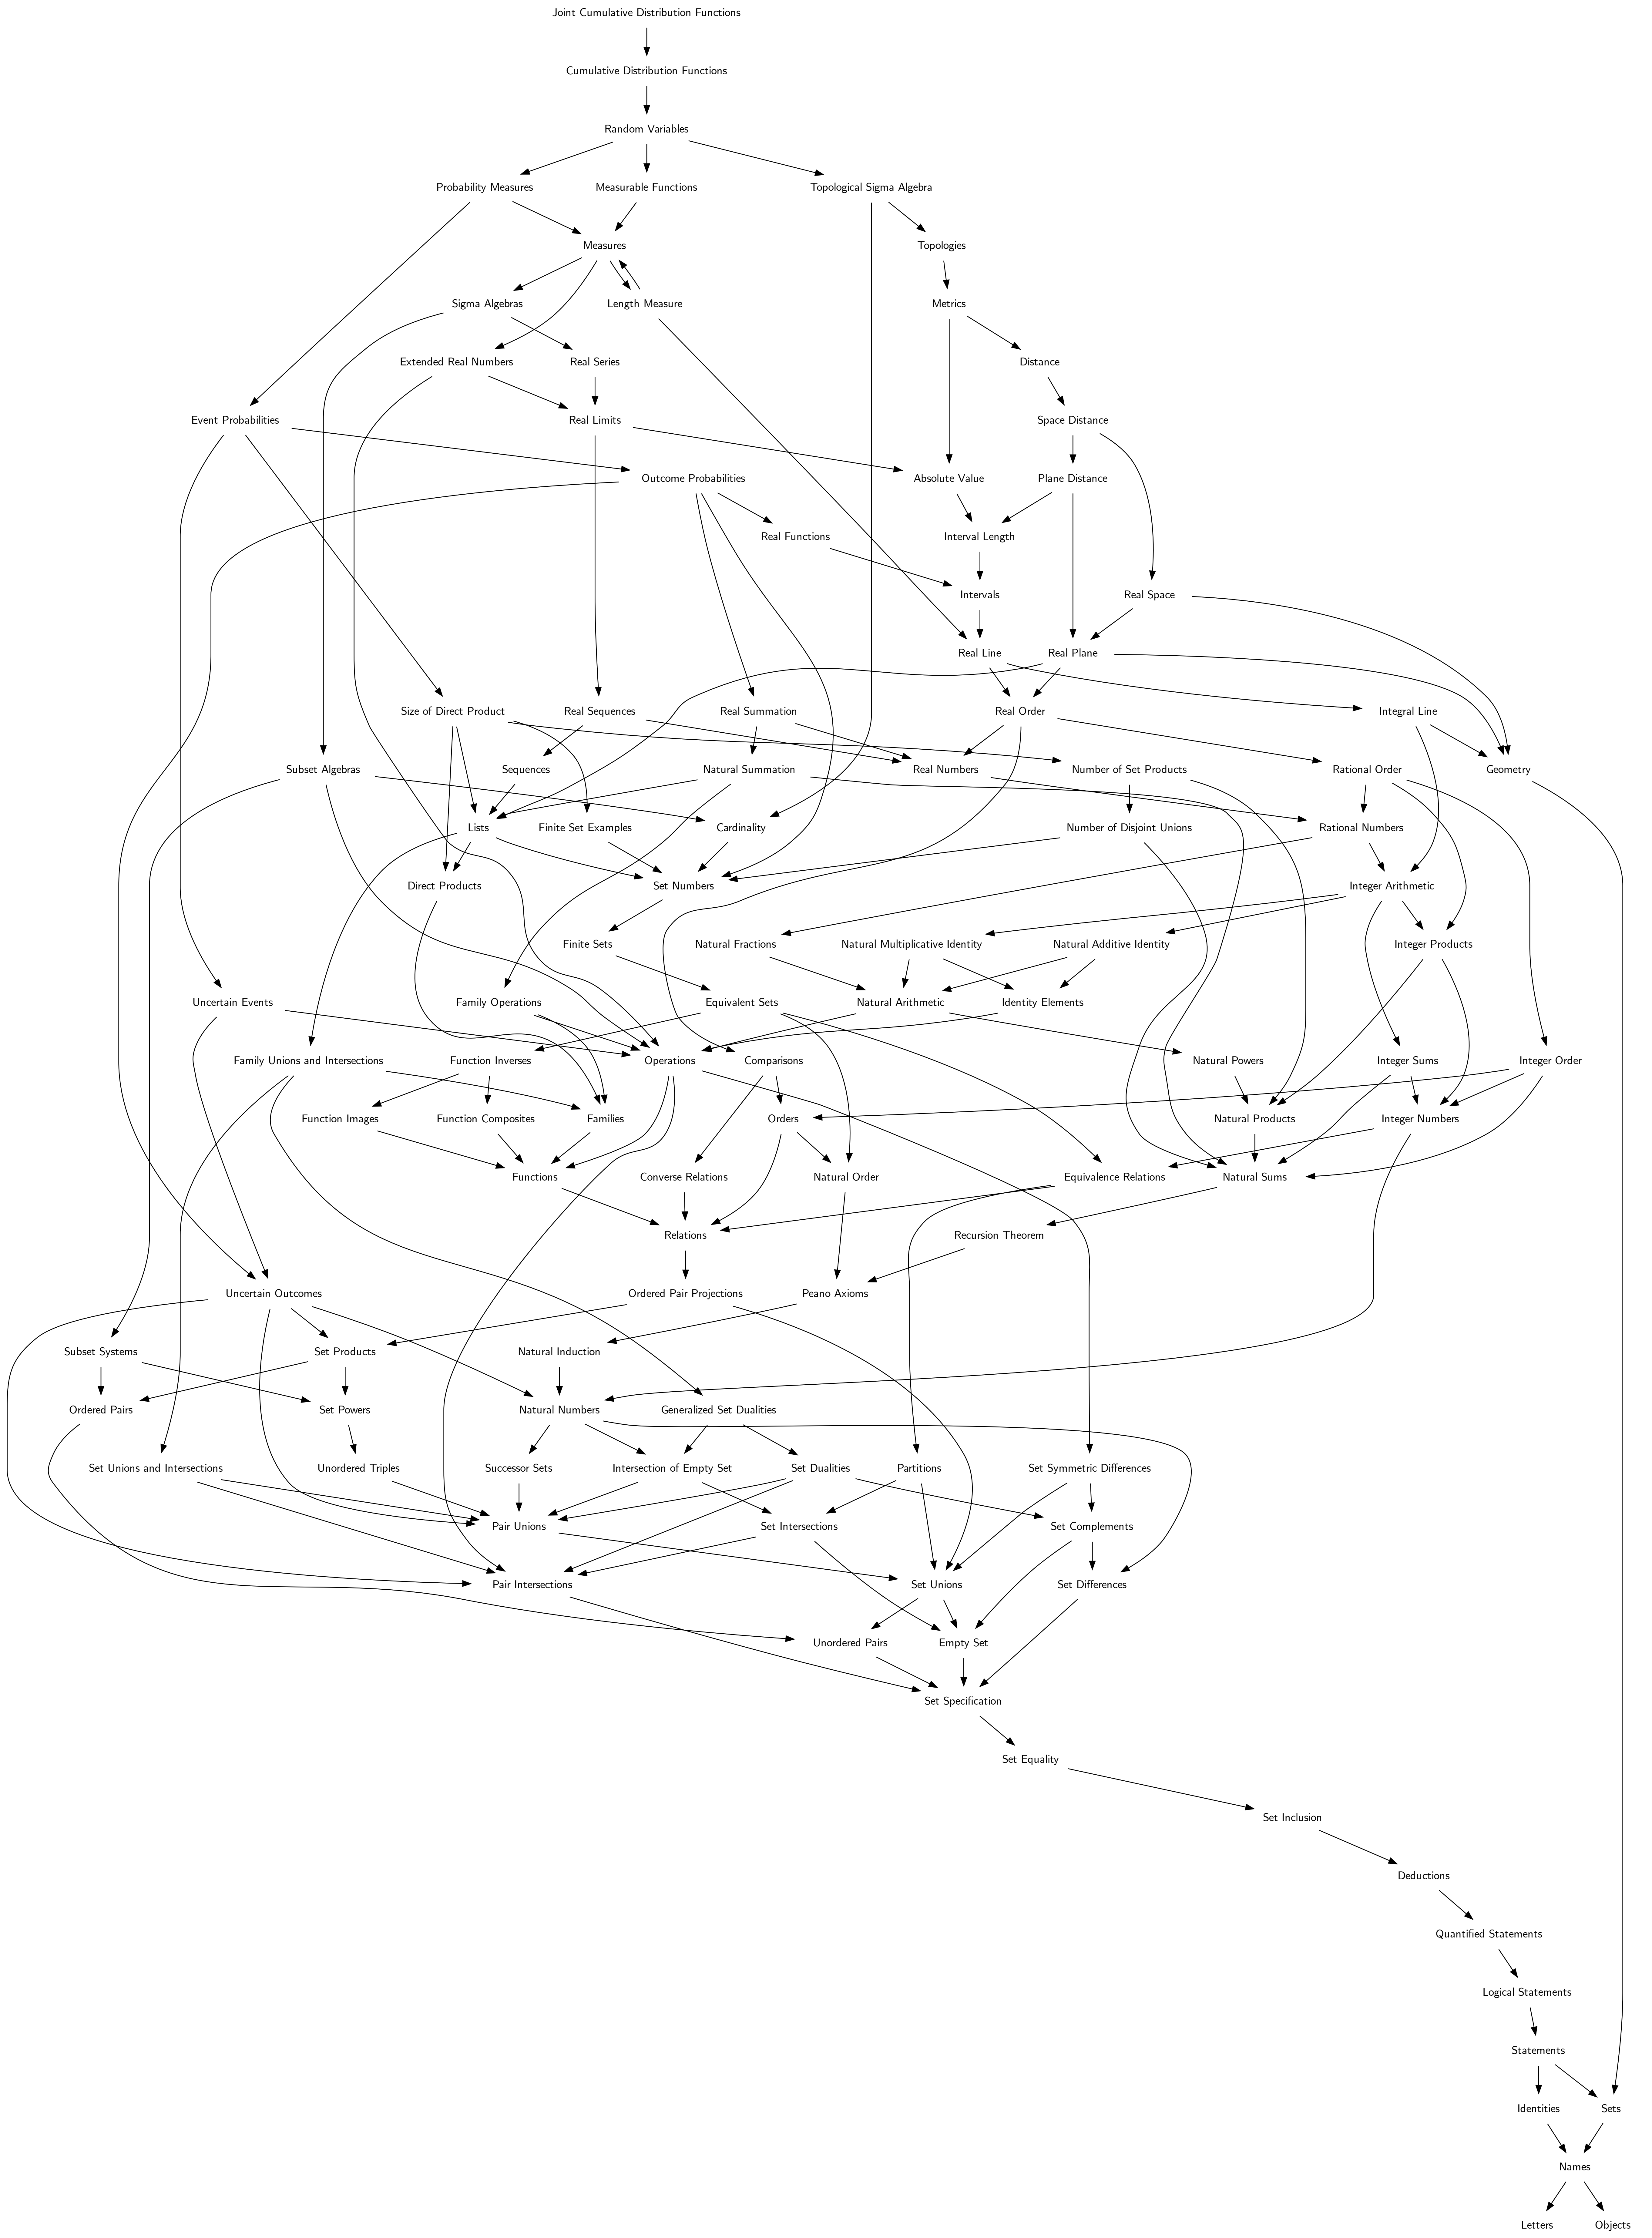 Joint Cumulative Distribution Functions
Cumulative Distribution Functions
Random Variables
Probability Measures
Measurable Functions
Topological Sigma Algebra
Measures
Topologies
Sigma Algebras
Length Measure
Metrics
Extended Real Numbers
Real Series
Distance
Event Probabilities
Real Limits
Space Distance
Outcome Probabilities
Absolute Value
Plane Distance
Real Functions
Interval Length
Intervals
Real Space
Real Line
Real Plane
Size of Direct Product
Real Sequences
Real Summation
Real Order
Integral Line
Subset Algebras
Sequences
Natural Summation
Real Numbers
Number of Set Products
Rational Order
Geometry
Lists
Finite Set Examples
Cardinality
Number of Disjoint Unions
Rational Numbers
Direct Products
Set Numbers
Integer Arithmetic
Finite Sets
Natural Fractions
Natural Multiplicative Identity
Natural Additive Identity
Integer Products
Uncertain Events
Family Operations
Equivalent Sets
Natural Arithmetic
Identity Elements
Family Unions and Intersections
Function Inverses
Operations
Comparisons
Natural Powers
Integer Sums
Integer Order
Function Images
Function Composites
Families
Orders
Natural Products
Integer Numbers
Functions
Converse Relations
Natural Order
Equivalence Relations
Natural Sums
Relations
Recursion Theorem
Uncertain Outcomes
Ordered Pair Projections
Peano Axioms
Subset Systems
Set Products
Natural Induction
Ordered Pairs
Set Powers
Natural Numbers
Generalized Set Dualities
Set Unions and Intersections
Unordered Triples
Successor Sets
Intersection of Empty Set
Set Dualities
Partitions
Set Symmetric Differences
Pair Unions
Set Intersections
Set Complements
Pair Intersections
Set Unions
Set Differences
Unordered Pairs
Empty Set
Set Specification
Set Equality
Set Inclusion
Deductions
Quantified Statements
Logical Statements
Statements
Identities
Sets
Names
Letters
Objects